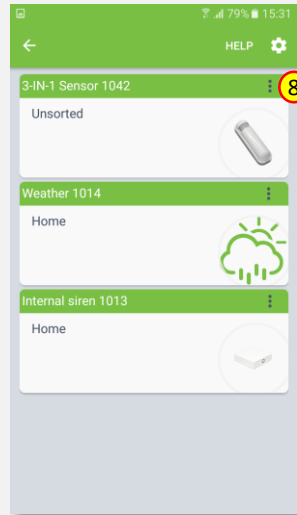 79% 15:31
HELP
3-IN-1 Sensor 1042
8
Unsorted
Weather 1014
Home
Internal siren 1013
Home